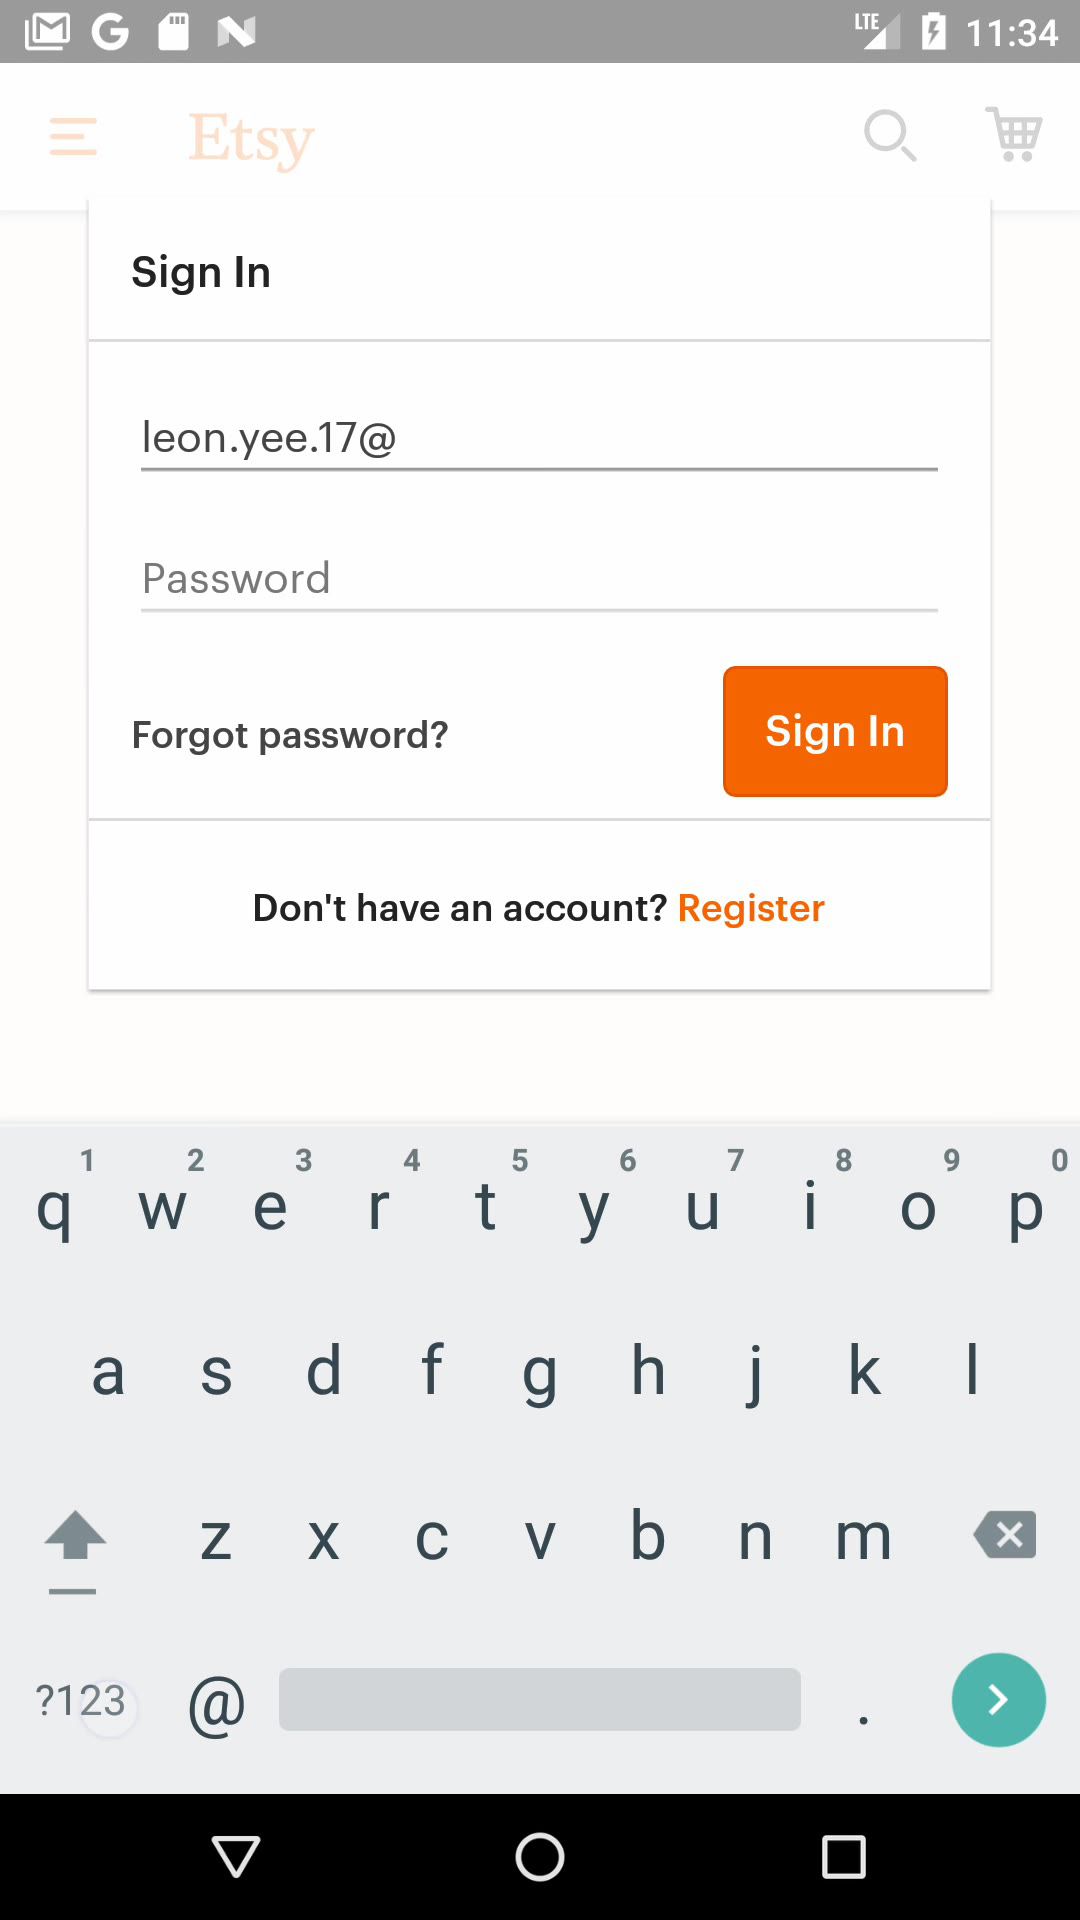 LTE 11:34
Etsy
Sign In
leon.yee.17@
Password
Forgot password? Sign In
Don't have an account? Register
1 2 3 4 5 6 7 8 9 0
q w e r t y u i o p
a s d f g h j k l
z x c v b n m
?123 @ .